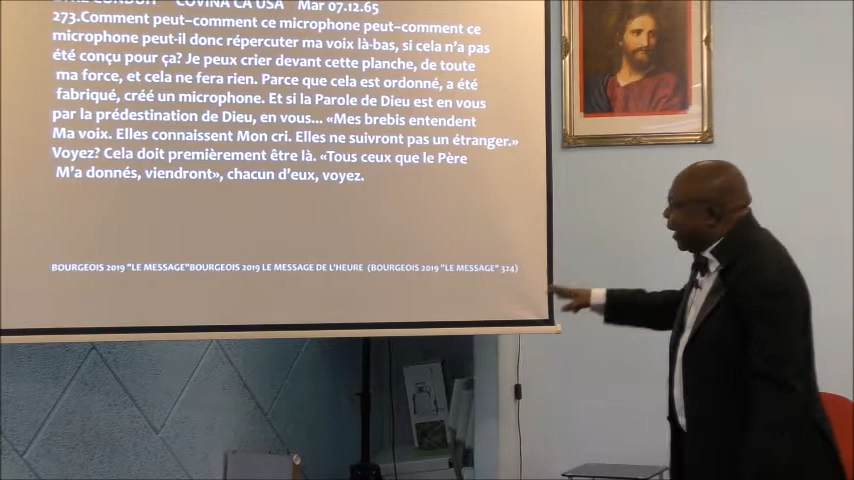 COVINA CA USA    Mar 07.12.65
273.Comment peut-comment ce microphone peut-comment ce
microphone peut-il donc répercuter ma voix là-bas, si cela n'a pas
été conçu pour ça? Je peux crier devant cette planche, de toute
ma force, et cela ne fera rien. Parce que cela est ordonné, a été
fabriqué, créé un microphone. Et si la Parole de Dieu est en vous
par la prédestination de Dieu, en vous... «Mes brebis entendent
Ma voix. Elles connaissent Mon cri. Elles ne suivront pas un étranger.»
Voyez? Cela doit premièrement être là. «Tous ceux que le Père
M'a donnés, viendront», chacun d'eux, voyez.
BOURGEOIS 2019 "LE MESSAGE"BOURGEOIS 2019 LE MESSAGE DE L'HEURE (BOURGEOIS 2019 "LE MESSAGE" 324)